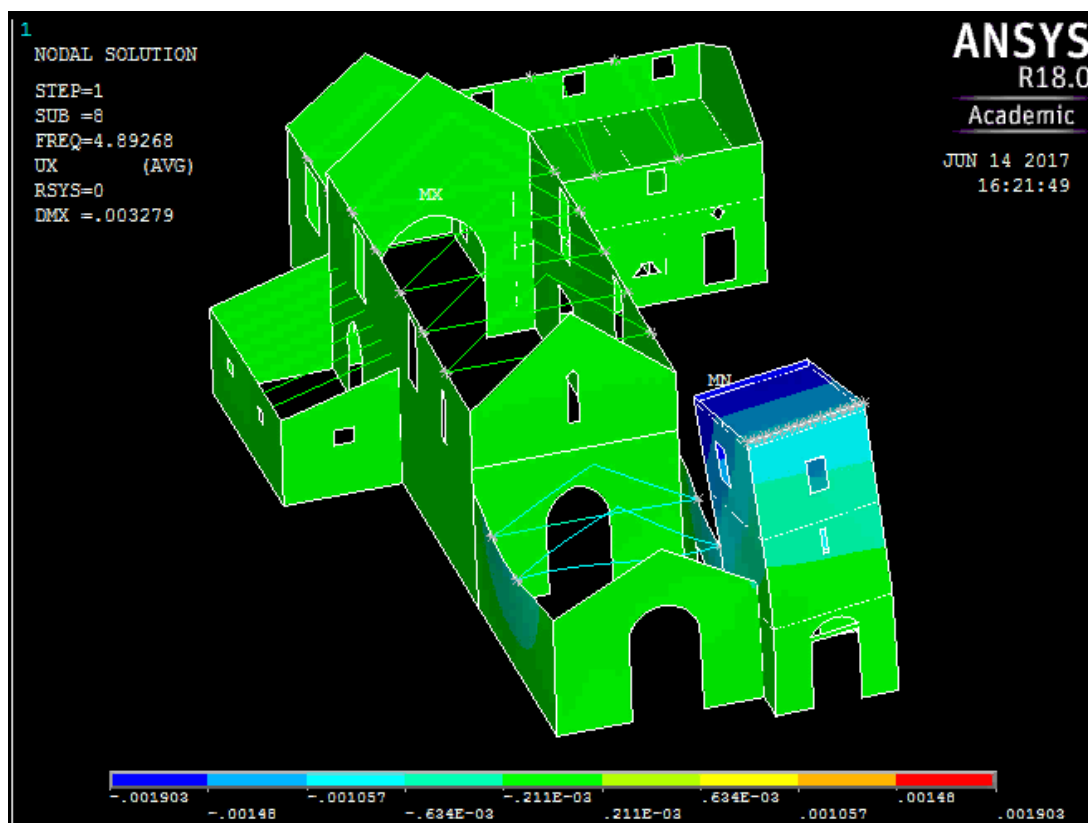 1
NODAL SOLUTION
STEP=1
SUB =8
FREQ=4.89268
UX (AVG)
RSYS=0
DMX =.003279
ANSYS
R18.0
Academic
JUN 14 2017
16:21:49
MX
MN
-.001903 -.001057 -.211E-03 .634E-03 .00148
-.00148 -.634E-03 .211E-03 .001057 .001903